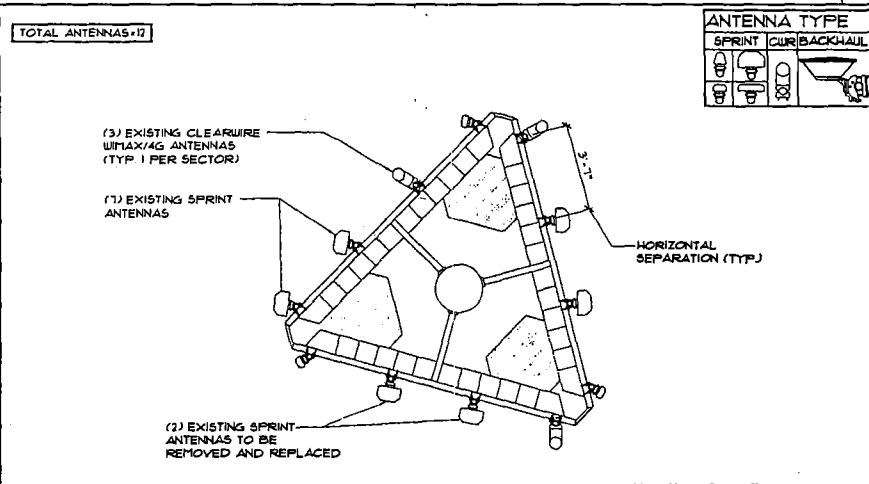 TOTAL ANTENNAS=12
ANTENNA TYPE
SPRINT CWR BACKHAUL
(3) EXISTING CLEARWIRE
WIMAX/4G ANTENNAS
(TYP. 1 PER SECTOR)
(7) EXISTING SPRINT
ANTENNAS
3'-7"
HORIZONTAL
SEPARATION (TYP.)
(2) EXISTING SPRINT
ANTENNAS TO BE
REMOVED AND REPLACED